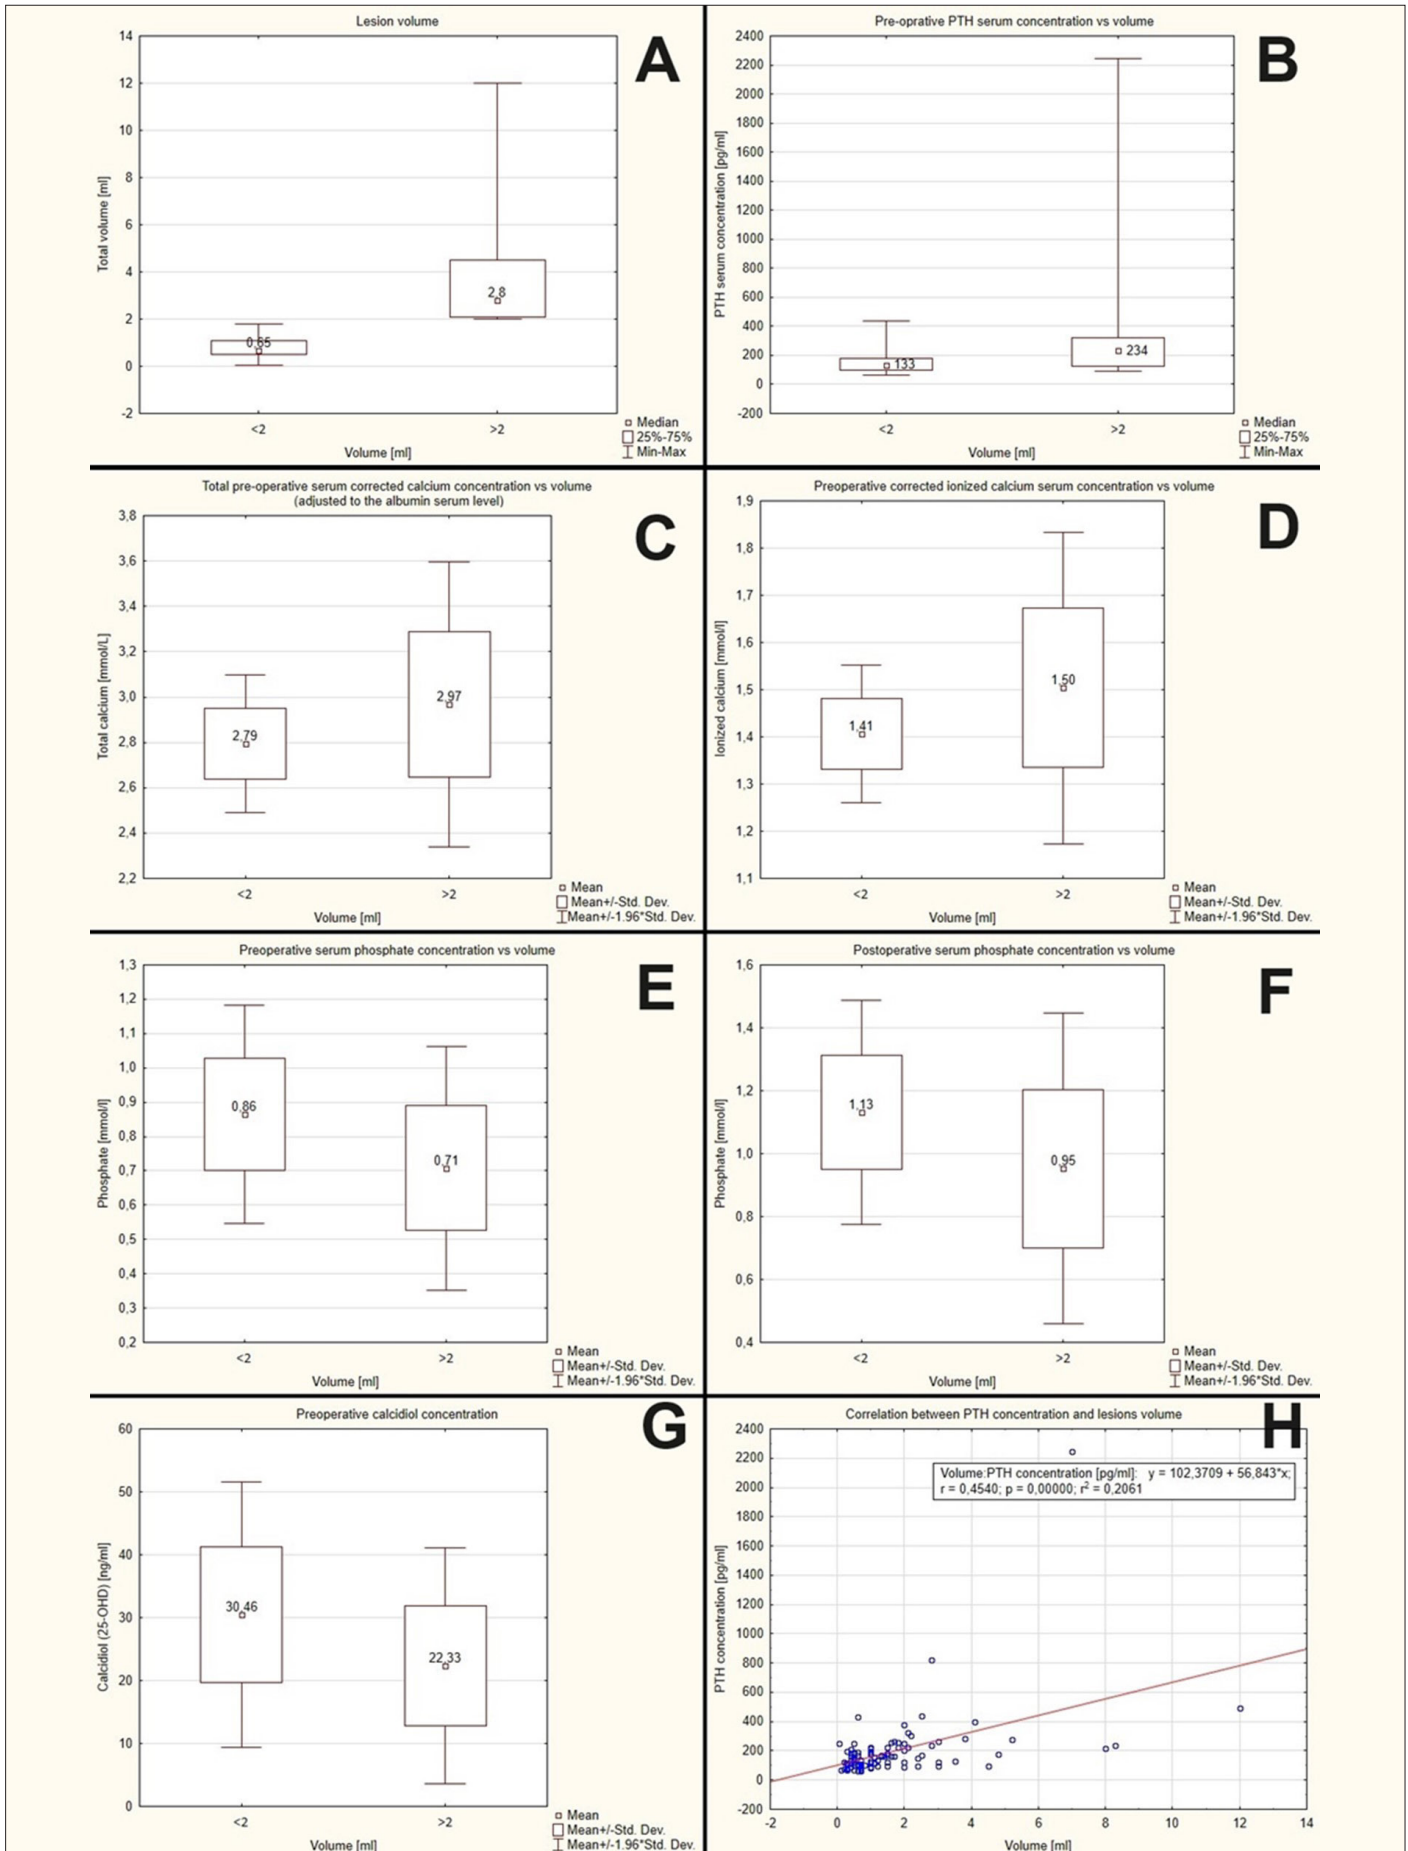 Lesion volume
A
14
12
10
8
6
4
2
0
-2
Total volume [ml]
0.65
2.8
<2
>2
Volume [ml]
Median
25%-75%
Min-Max
Pre-oprative PTH serum concentration vs volume
B
2400
2200
2000
1800
1600
1400
1200
1000
800
600
400
200
0
-200
PTH serum concentration [pg/ml]
133
234
<2
>2
Volume [ml]
Median
25%-75%
Min-Max
Total pre-operative serum corrected calcium concentration vs volume
(adjusted to the albumin serum level)
C
3,8
3,6
3,4
3,2
3,0
2,8
2,6
2,4
2,2
Total calcium [mmol/L]
2.79
2.97
<2
>2
Volume [ml]
Mean
Mean+/-Std. Dev.
Mean+/-1.96*Std. Dev.
Preoperative corrected ionized calcium serum concentration vs volume
D
1,9
1,8
1,7
1,6
1,5
1,4
1,3
1,2
1,1
Ionized calcium [mmol/l]
1.41
1.50
<2
>2
Volume [ml]
Mean
Mean+/-Std. Dev.
Mean+/-1.96*Std. Dev.
Preoperative serum phosphate concentration vs volume
E
1,3
1,2
1,1
1,0
0,9
0,8
0,7
0,6
0,5
0,4
0,3
0,2
Phosphate [mmol/l]
0.86
0.71
<2
>2
Volume [ml]
Mean
Mean+/-Std. Dev.
Mean+/-1.96*Std. Dev.
Postoperative serum phosphate concentration vs volume
F
1,6
1,4
1,2
1,0
0,8
0,6
0,4
Phosphate [mmol/l]
1.13
0.95
<2
>2
Volume [ml]
Mean
Mean+/-Std. Dev.
Mean+/-1.96*Std. Dev.
Preoperative calcidiol concentration
G
60
50
40
30
20
10
0
Calcidiol (25-OHD) [ng/ml]
30.46
22.33
<2
>2
Volume [ml]
Mean
Mean+/-Std. Dev.
Mean+/-1.96*Std. Dev.
Correlation between PTH concentration and lesions volume
H
2400
2200
2000
1800
1600
1400
1200
1000
800
600
400
200
0
-200
PTH concentration [pg/ml]
Volume:PTH concentration [pg/ml]: y = 102,3709 + 56,843*x;
r = 0,4540; p = 0,00000; r² = 0,2061
-2 0 2 4 6 8 10 12 14
Volume [ml]